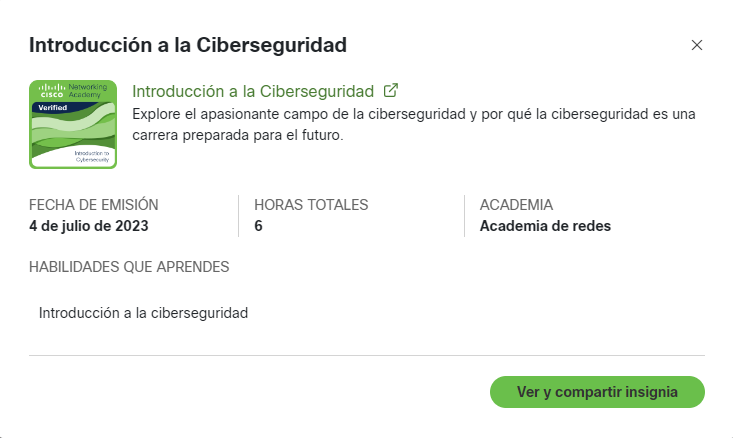 Introducción a la Ciberseguridad
Networking
CISCO Academy
Verified
Introduction to
Cybersecurity
Introducción a la Ciberseguridad
Explore el apasionante campo de la ciberseguridad y por qué la ciberseguridad es una
carrera preparada para el futuro.
FECHA DE EMISIÓN
4 de julio de 2023
HORAS TOTALES
6
ACADEMIA
Academia de redes
HABILIDADES QUE APRENDES
Introducción a la ciberseguridad
Ver y compartir insignia